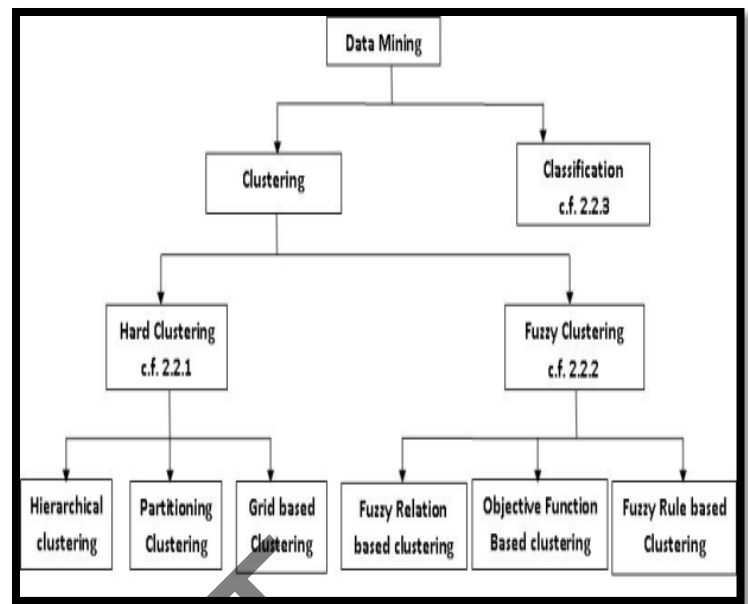 Data Mining
Clustering
Classification
c.f. 2.2.3
Hard Clustering
c.f. 2.2.1
Fuzzy Clustering
c.f. 2.2.2
Hierarchical
clustering
Partitioning
Clustering
Grid based
Clustering
Fuzzy Relation
based clustering
Objective Function
Based clustering
Fuzzy Rule based
Clustering